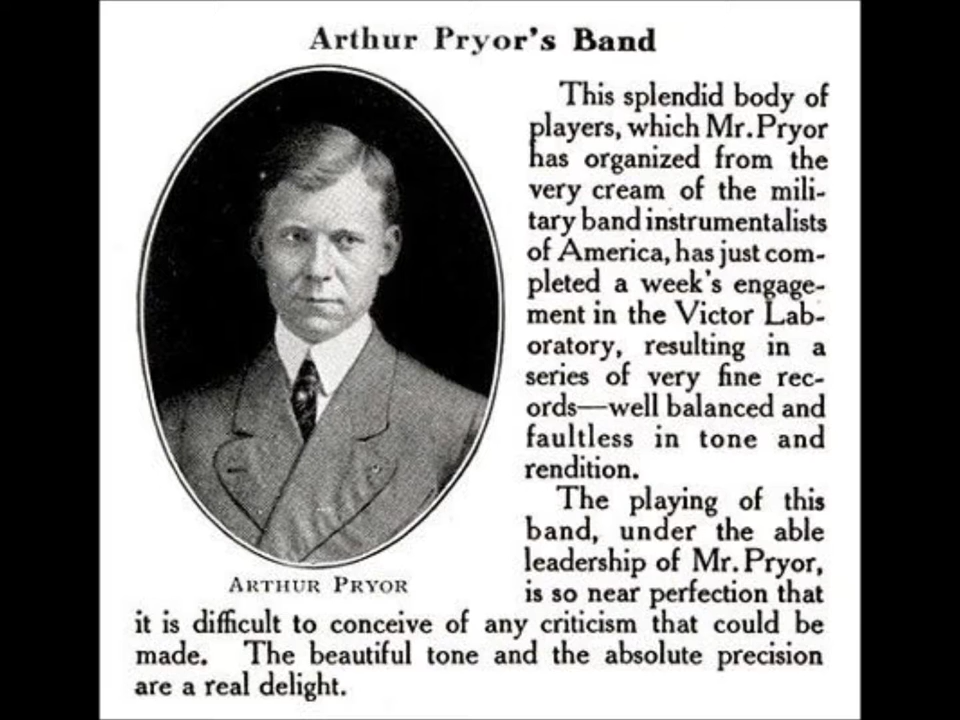 Arthur Pryor's Band
This splendid body of
players, which Mr. Pryor
has organized from the
very cream of the mili-
tary band instrumentalists
of America, has just com-
pleted a week's engage-
ment in the Victor Lab-
oratory, resulting in a
series of very fine rec-
ords—well balanced and
faultless in tone and
rendition.
The playing of this
band, under the able
leadership of Mr. Pryor,
is so near perfection that
it is difficult to conceive of any criticism that could be
made. The beautiful tone and the absolute precision
are a real delight.
ARTHUR PRYOR